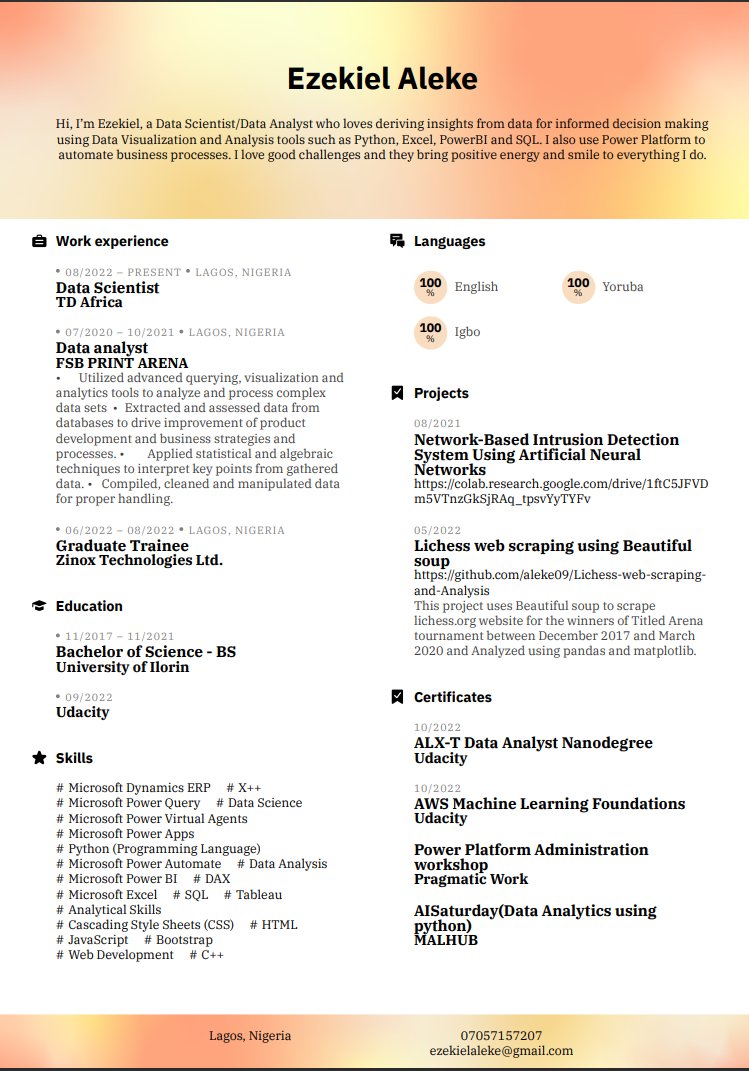 Ezekiel Aleke
Hi, I'm Ezekiel, a Data Scientist/Data Analyst who loves deriving insights from data for informed decision making
using Data Visualization and Analysis tools such as Python, Excel, PowerBI and SQL. I also use Power Platform to
automate business processes. I love good challenges and they bring positive energy and smile to everything I do.
Work experience
• 08/2022 – PRESENT • LAGOS, NIGERIA
Data Scientist
TD Africa
• 07/2020 – 10/2021 • LAGOS, NIGERIA
Data analyst
FSB PRINT ARENA
• Utilized advanced querying, visualization and
analytics tools to analyze and process complex
data sets • Extracted and assessed data from
databases to drive improvement of product
development and business strategies and
processes. • Applied statistical and algebraic
techniques to interpret key points from gathered
data. • Compiled, cleaned and manipulated data
for proper handling.
• 06/2022 – 08/2022 • LAGOS, NIGERIA
Graduate Trainee
Zinox Technologies Ltd.
Education
• 11/2017 – 11/2021
Bachelor of Science - BS
University of Ilorin
• 09/2022
Udacity
Skills
# Microsoft Dynamics ERP # X++
# Microsoft Power Query # Data Science
# Microsoft Power Virtual Agents
# Microsoft Power Apps
# Python (Programming Language)
# Microsoft Power Automate # Data Analysis
# Microsoft Power BI # DAX
# Microsoft Excel # SQL # Tableau
# Analytical Skills
# Cascading Style Sheets (CSS) # HTML
# JavaScript # Bootstrap
# Web Development # C++
Languages
100 % English 100 % Yoruba
100 % Igbo
Projects
08/2021
Network-Based Intrusion Detection
System Using Artificial Neural
Networks
https://colab.research.google.com/drive/1ftC5JFVD
m5VTnzGkSjRAq_tpsvYyTYFv
05/2022
Lichess web scraping using Beautiful
soup
https://github.com/aleke09/Lichess-web-scraping-
and-Analysis
This project uses Beautiful soup to scrape
lichess.org website for the winners of Titled Arena
tournament between December 2017 and March
2020 and Analyzed using pandas and matplotlib.
Certificates
10/2022
ALX-T Data Analyst Nanodegree
Udacity
10/2022
AWS Machine Learning Foundations
Udacity
Power Platform Administration
workshop
Pragmatic Work
AISaturday(Data Analytics using
python)
MALHUB
Lagos, Nigeria
07057157207
ezekielaleke@gmail.com